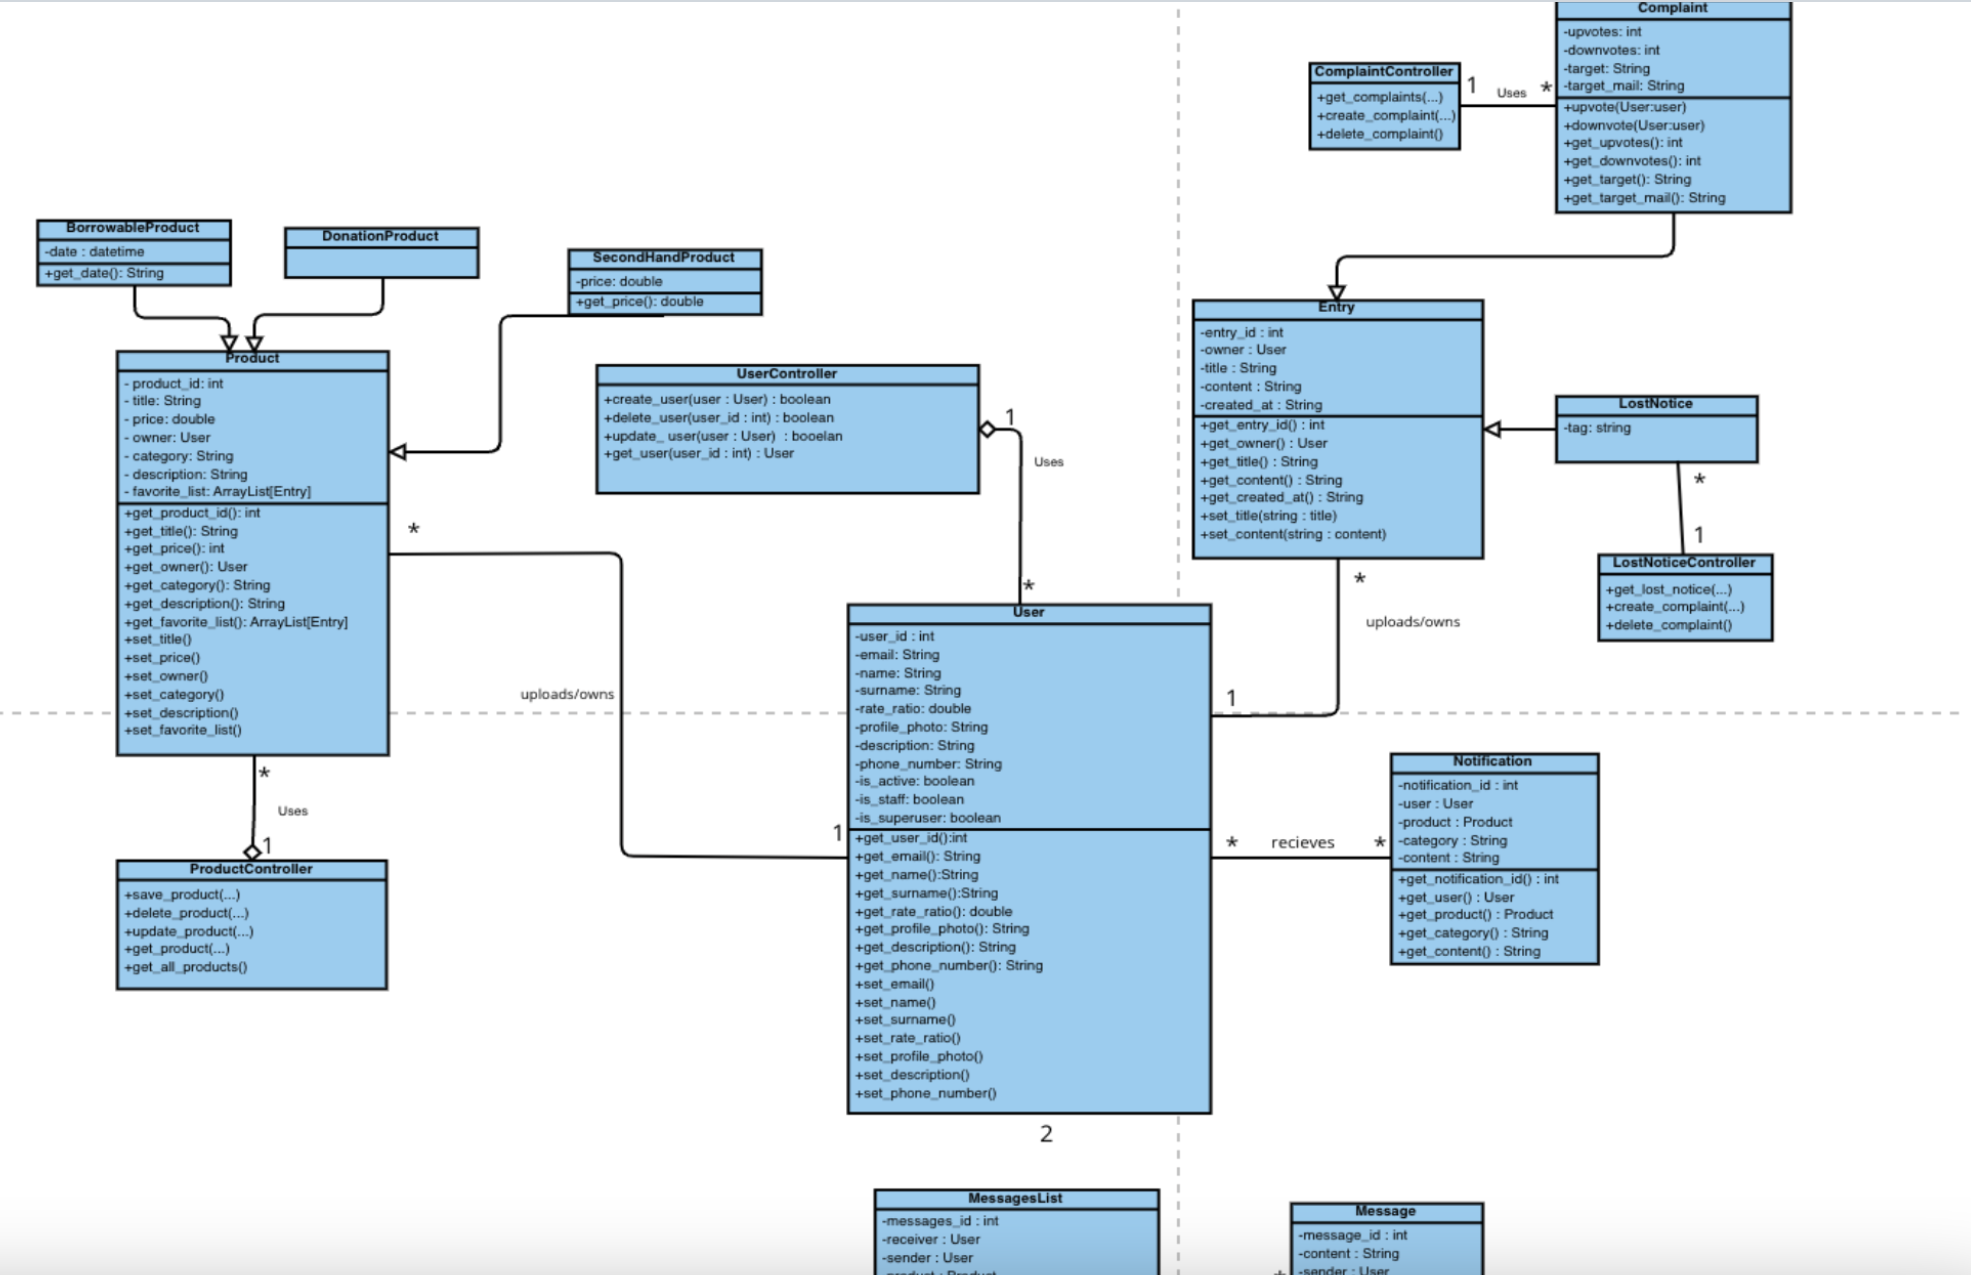 Complaint
-upvotes: int
-downvotes: int
-target: String
-target_mail: String
+upvote(User:user)
+downvote(User:user)
+get_upvotes(): int
+get_downvotes(): int
+get_target(): String
+get_target_mail(): String
ComplaintController
+get_complaints(...)
+create_complaint(...)
+delete_complaint()
1
Uses
*
BorrowableProduct
-date : datetime
+get_date(): String
DonationProduct
SecondHandProduct
-price: double
+get_price(): double
Product
- product_id: int
- title: String
- price: double
- owner: User
- category: String
- description: String
- favorite_list: ArrayList[Entry]
+get_product_id(): int
+get_title(): String
+get_price(): int
+get_owner(): User
+get_category(): String
+get_description(): String
+get_favorite_list(): ArrayList[Entry]
+set_title()
+set_price()
+set_owner()
+set_category()
+set_description()
+set_favorite_list()
*
uploads/owns
1
*
Uses
1
ProductController
+save_product(...)
+delete_product(...)
+update_product(...)
+get_product(...)
+get_all_products()
UserController
+create_user(user : User) : boolean
+delete_user(user_id : int) : boolean
+update_ user(user : User) : booelan
+get_user(user_id : int) : User
1
Uses
*
Entry
-entry_id : int
-owner : User
-title : String
-content : String
-created_at : String
+get_entry_id() : int
+get_owner() : User
+get_title() : String
+get_content() : String
+get_created_at() : String
+set_title(string : title)
+set_content(string : content)
LostNotice
-tag: string
*
1
LostNoticeController
+get_lost_notice(...)
+create_complaint(...)
+delete_complaint()
*
uploads/owns
1
User
-user_id : int
-email: String
-name: String
-surname: String
-rate_ratio: double
-profile_photo: String
-description: String
-phone_number: String
-is_active: boolean
-is_staff: boolean
-is_superuser: boolean
+get_user_id():int
+get_email(): String
+get_name():String
+get_surname():String
+get_rate_ratio(): double
+get_profile_photo(): String
+get_description(): String
+get_phone_number(): String
+set_email()
+set_name()
+set_surname()
+set_rate_ratio()
+set_profile_photo()
+set_description()
+set_phone_number()
2
* recieves *
Notification
-notification_id : int
-user : User
-product : Product
-category : String
-content : String
+get_notification_id() : int
+get_user() : User
+get_product() : Product
+get_category() : String
+get_content() : String
MessagesList
-messages_id : int
-receiver : User
-sender : User
-product : Product
Message
-message_id : int
-content : String
-sender : User
*